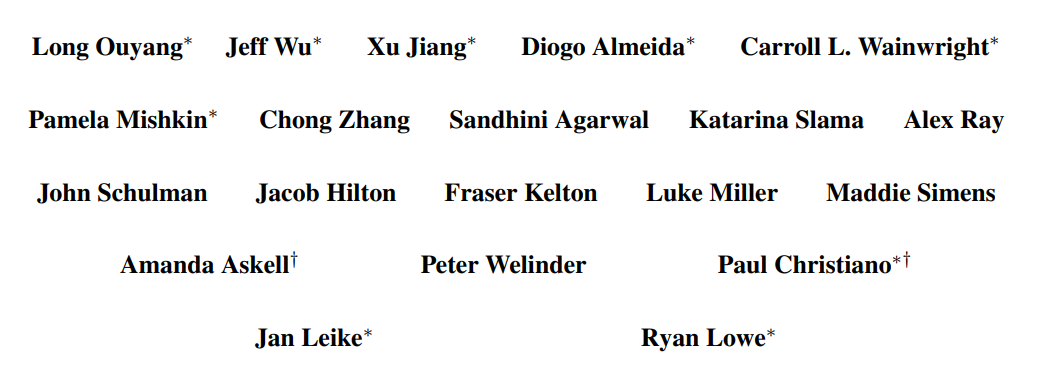 Long Ouyang* Jeff Wu* Xu Jiang* Diogo Almeida* Carroll L. Wainwright*
Pamela Mishkin* Chong Zhang Sandhini Agarwal Katarina Slama Alex Ray
John Schulman Jacob Hilton Fraser Kelton Luke Miller Maddie Simens
Amanda Askell† Peter Welinder Paul Christiano*†
Jan Leike* Ryan Lowe*